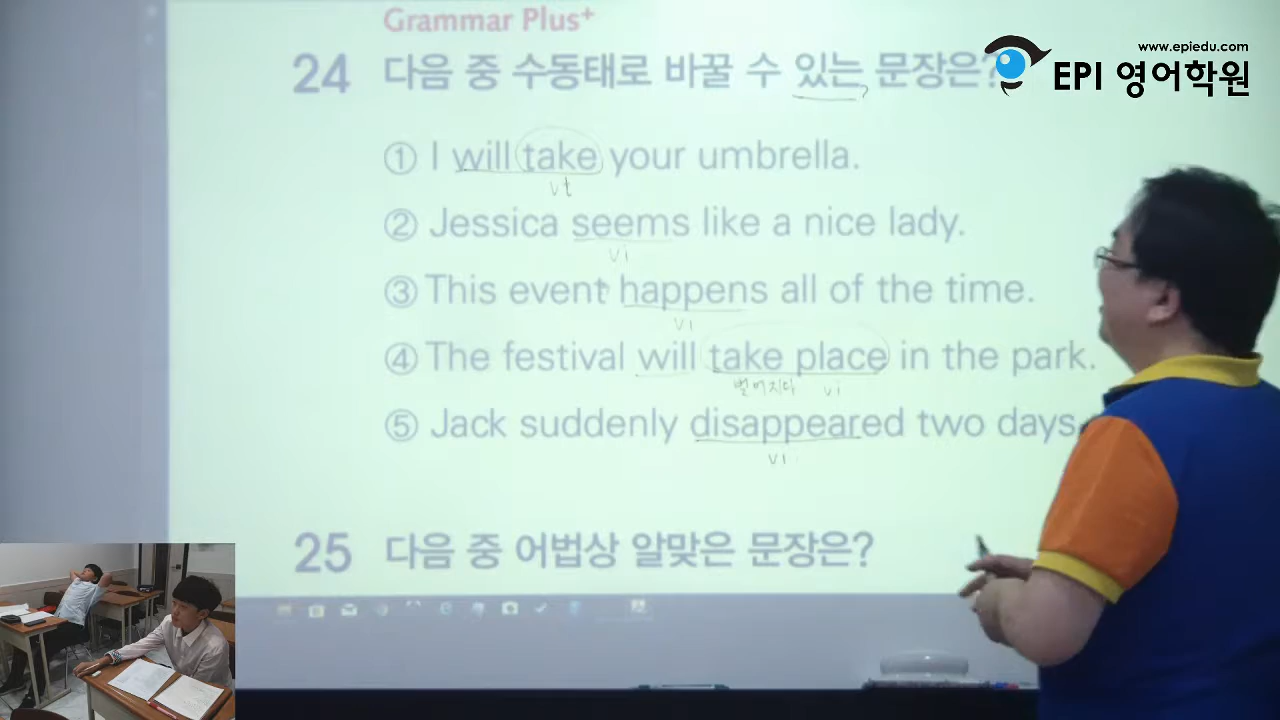 Grammar Plus+
www.epiedu.com
EPI 영어학원
24 다음 중 수동태로 바꿀 수 있는 문장은?
① I will take your umbrella.
vt
② Jessica seems like a nice lady.
vi
③ This event happens all of the time.
vi
④ The festival will take place in the park.
벌어지다 vi
⑤ Jack suddenly disappeared two days
vi
25 다음 중 어법상 알맞은 문장은?